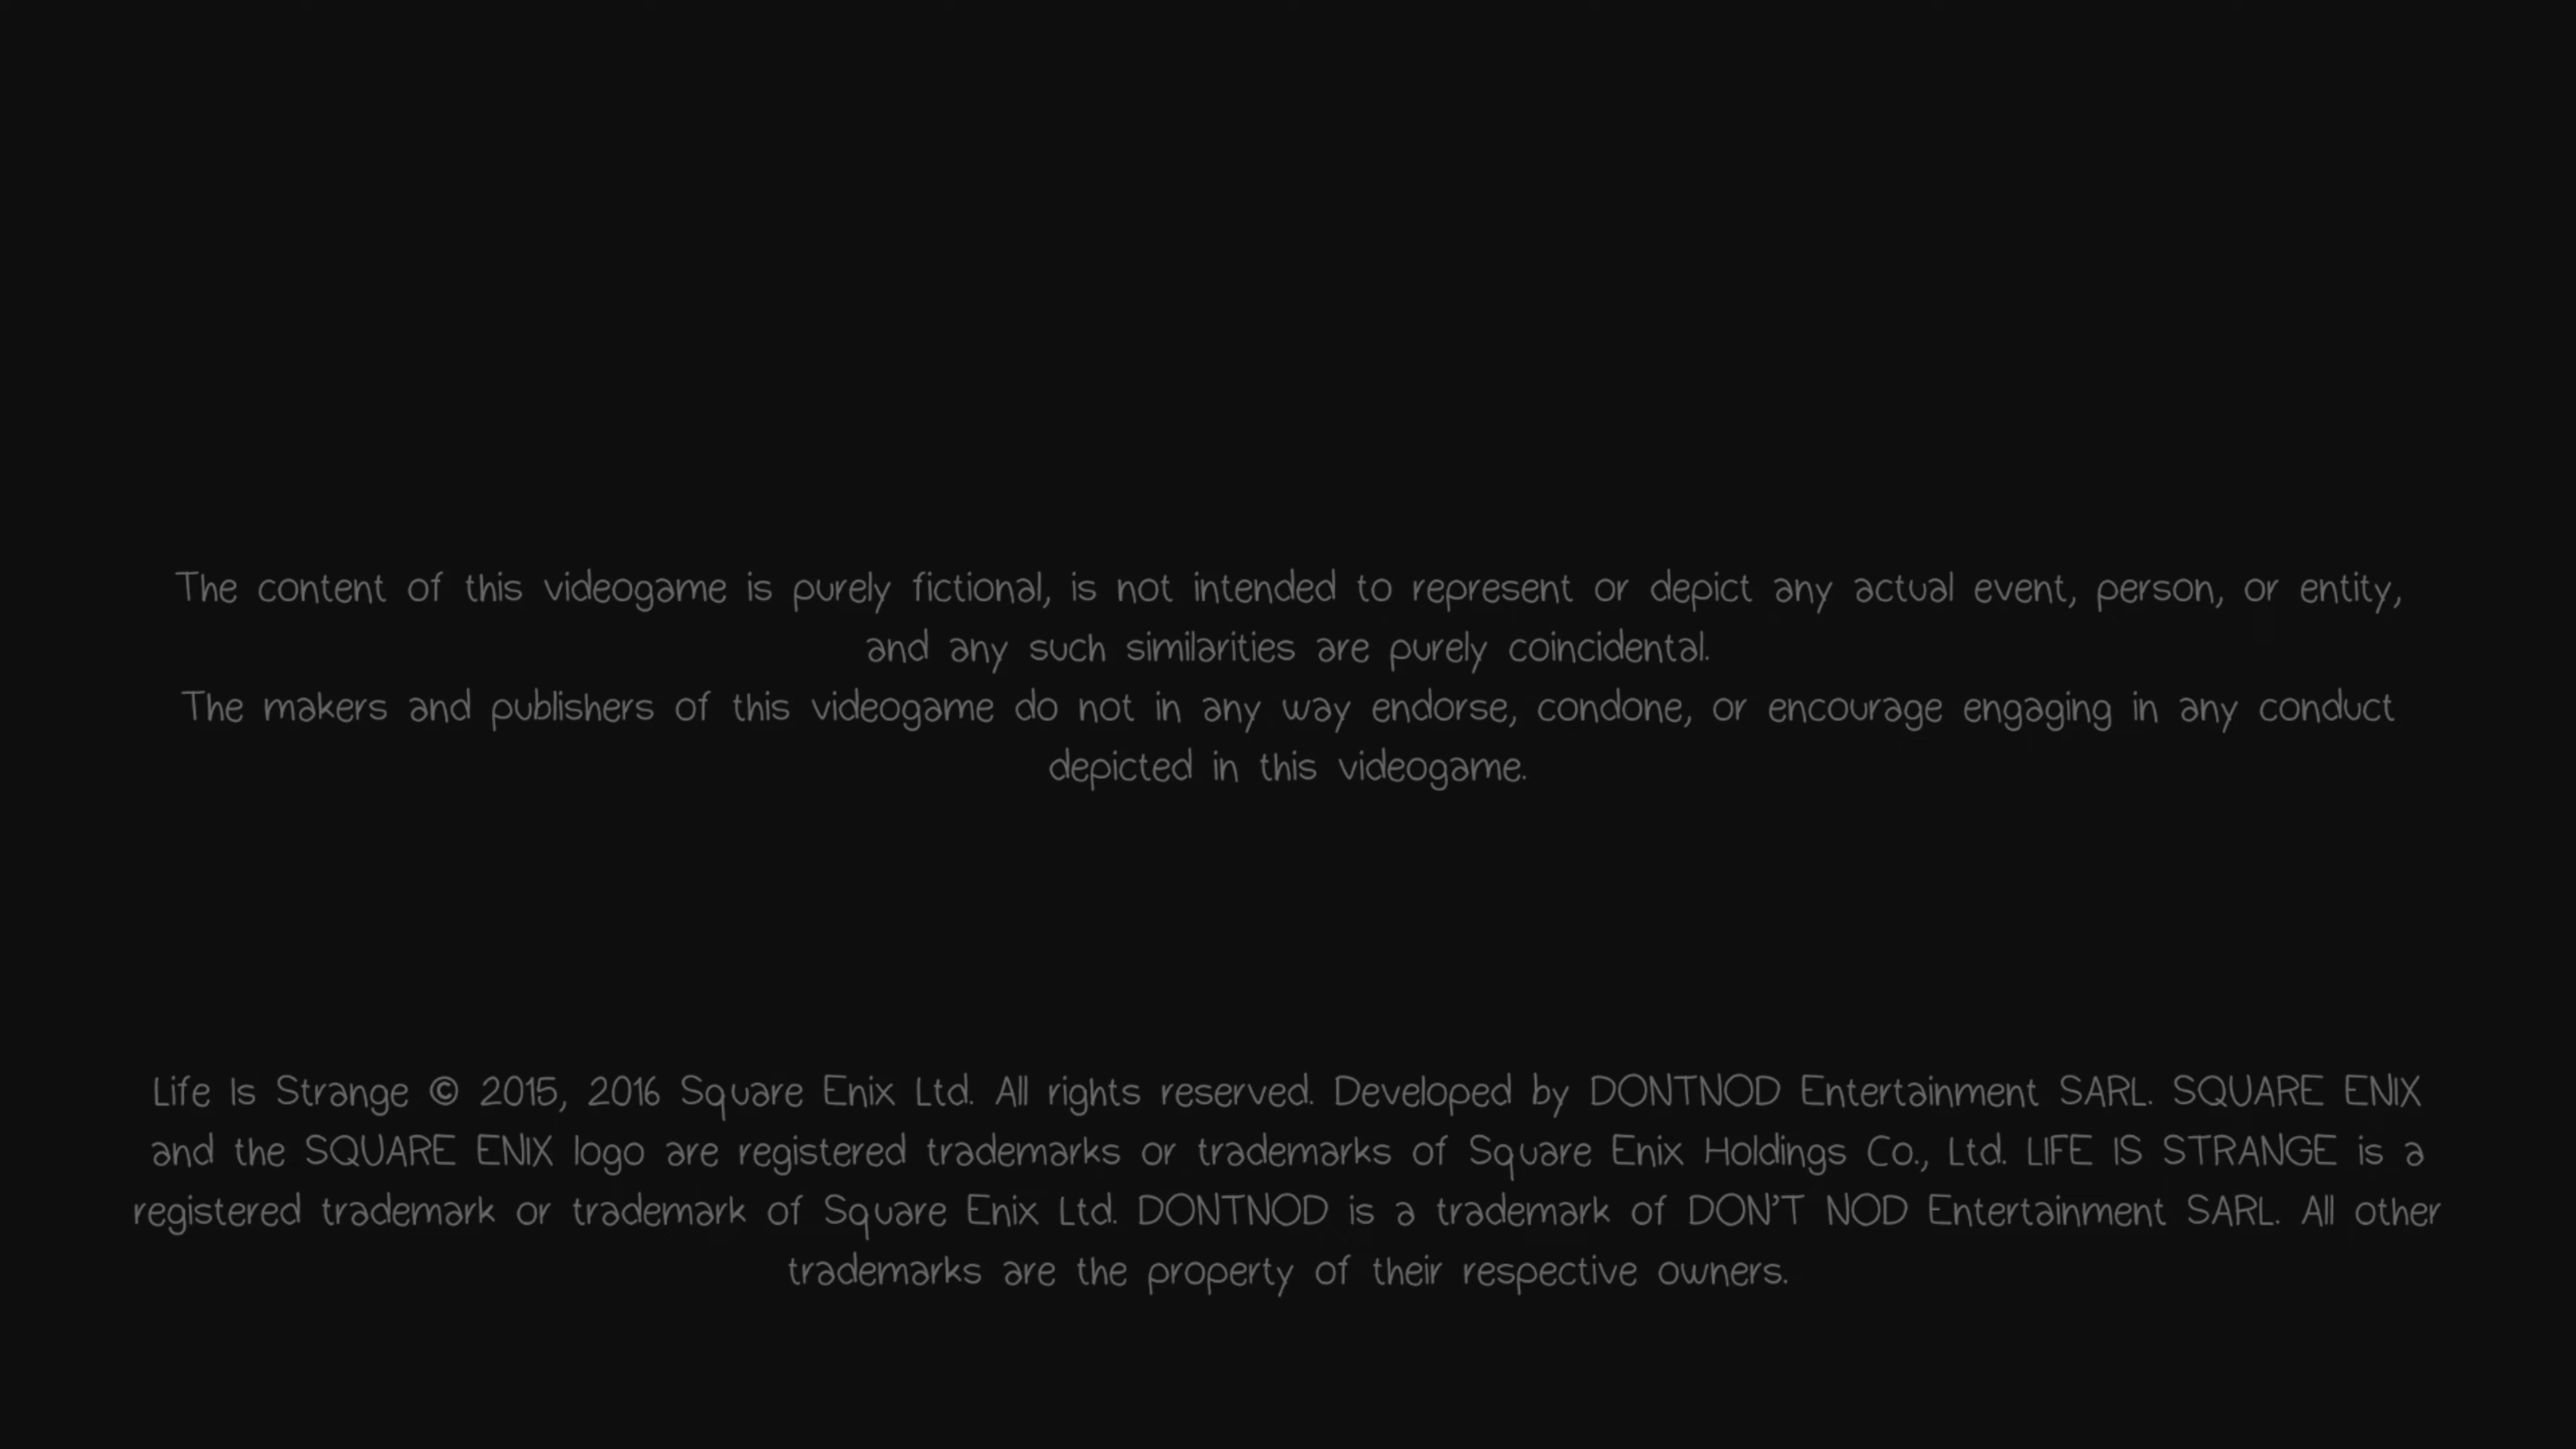 The content of this videogame is purely fictional, is not intended to represent or depict any actual event, person, or entity,
and any such similarities are purely coincidental.
The makers and publishers of this videogame do not in any way endorse, condone, or encourage engaging in any conduct
depicted in this videogame.
Life Is Strange © 2015, 2016 Square Enix Ltd. All rights reserved. Developed by DONTNOD Entertainment SARL. SQUARE ENIX
and the SQUARE ENIX logo are registered trademarks or trademarks of Square Enix Holdings Co., Ltd. LIFE IS STRANGE is a
registered trademark or trademark of Square Enix Ltd. DONTNOD is a trademark of DON'T NOD Entertainment SARL. All other
trademarks are the property of their respective owners.